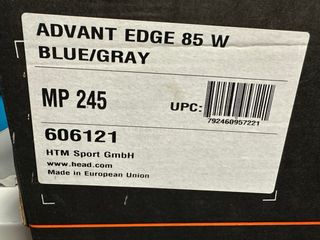 ADVANT EDGE 85 W
BLUE/GRAY
MP 245
UPC:
792460957221
606121
HTM Sport GmbH
www.head.com
Made in European Union